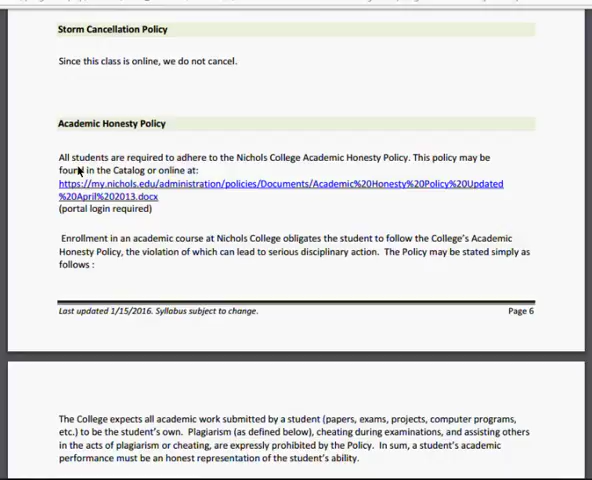 Storm Cancellation Policy
Since this class is online, we do not cancel.
Academic Honesty Policy
All students are required to adhere to the Nichols College Academic Honesty Policy. This policy may be
found in the Catalog or online at:
https://my.nichols.edu/administration/policies/Documents/Academic%20Honesty%20Policy%20Updated
%20April%202013.docx
(portal login required)
Enrollment in an academic course at Nichols College obligates the student to follow the College's Academic
Honesty Policy, the violation of which can lead to serious disciplinary action. The Policy may be stated simply as
follows :
Last updated 1/15/2016. Syllabus subject to change. Page 6
The College expects all academic work submitted by a student (papers, exams, projects, computer programs,
etc.) to be the student's own. Plagiarism (as defined below), cheating during examinations, and assisting others
in the acts of plagiarism or cheating, are expressly prohibited by the Policy. In sum, a student's academic
performance must be an honest representation of the student's ability.